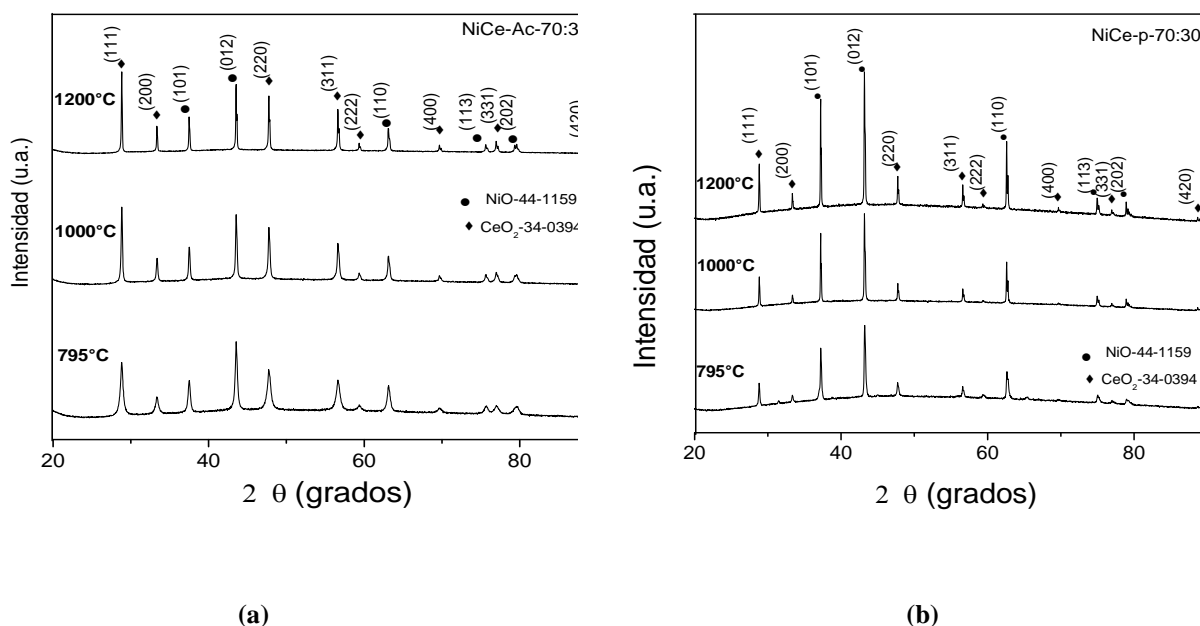 NiCe-Ac-70:3
(111)
(200)
(101)
(012)
(220)
(311)
(222)
(110)
(400)
(113)
(331)
(202)
(420)
1200°C
1000°C
795°C
● NiO-44-1159
♦ CeO2-34-0394
Intensidad (u.a.)
20 40 60 80
2 θ (grados)
(a)
NiCe-p-70:30
(111)
(200)
(101)
(012)
(220)
(311)
(222)
(110)
(400)
(113)
(331)
(202)
(420)
1200°C
1000°C
795°C
● NiO-44-1159
♦ CeO2-34-0394
Intensidad (u.a.)
20 40 60 80
2 θ (grados)
(b)